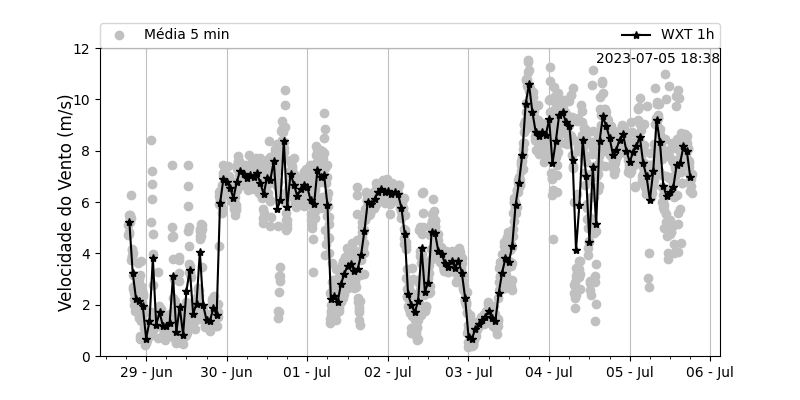 Média 5 min
WXT 1h
2023-07-05 18:38
Velocidade do Vento (m/s)
12
10
8
6
4
2
0
29 - Jun
30 - Jun
01 - Jul
02 - Jul
03 - Jul
04 - Jul
05 - Jul
06 - Jul